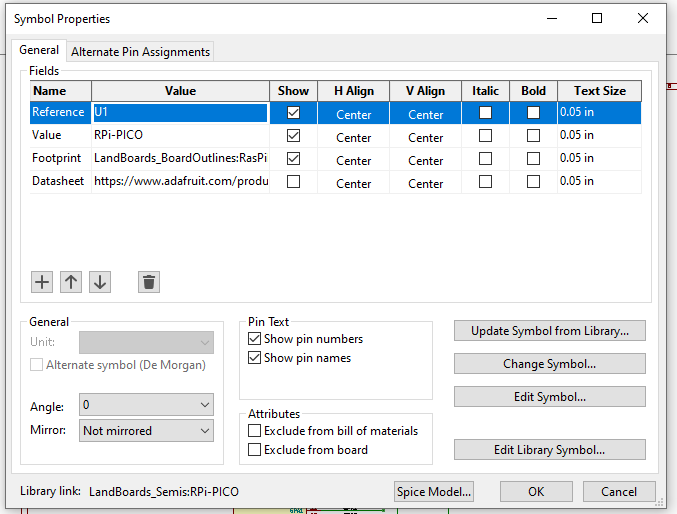 Symbol Properties
General Alternate Pin Assignments
Fields
Name Value Show H Align V Align Italic Bold Text Size
Reference U1 Center Center 0.05 in
Value RPi-PICO Center Center 0.05 in
Footprint LandBoards_BoardOutlines:RasPi Center Center 0.05 in
Datasheet https://www.adafruit.com/produ Center Center 0.05 in
General
Unit:
Alternate symbol (De Morgan)
Angle: 0
Mirror: Not mirrored
Pin Text
Show pin numbers
Show pin names
Attributes
Exclude from bill of materials
Exclude from board
Update Symbol from Library...
Change Symbol...
Edit Symbol...
Edit Library Symbol...
Library link: LandBoards_Semis:RPi-PICO Spice Model... OK Cancel